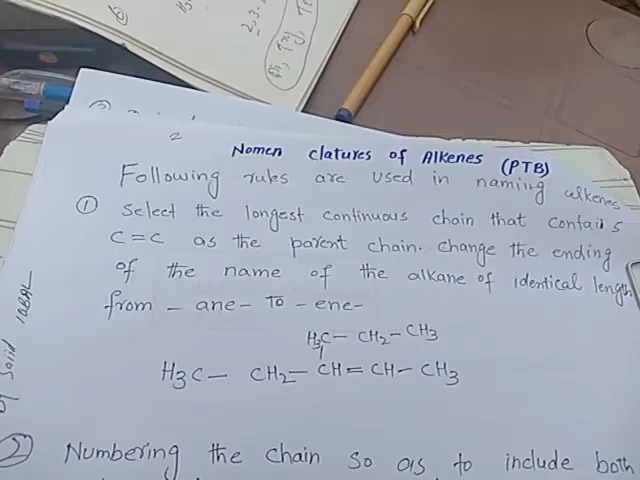 2
Nomen clatures of Alkenes (PTB)
Following rules are used in naming alkenes
① Select the longest continuous chain that contains
C=C as the parent chain. Change the ending
of the name of the alkane of identical length
from - ane - To - ene -
H3C - CH2 - CH3
H3C - CH2 - CH = CH - CH3
② Numbering the chain so as to include both